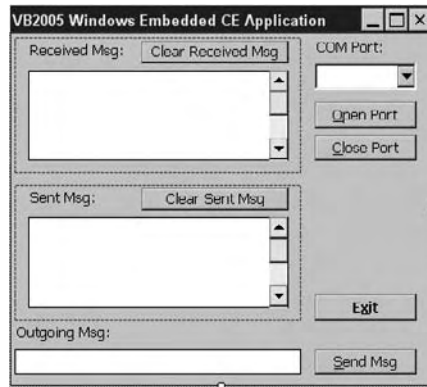 VB2005 Windows Embedded CE Application
Received Msg: Clear Received Msg
COM Port:
Open Port
Close Port
Sent Msg: Clear Sent Msg
Exit
Outgoing Msg:
Send Msg